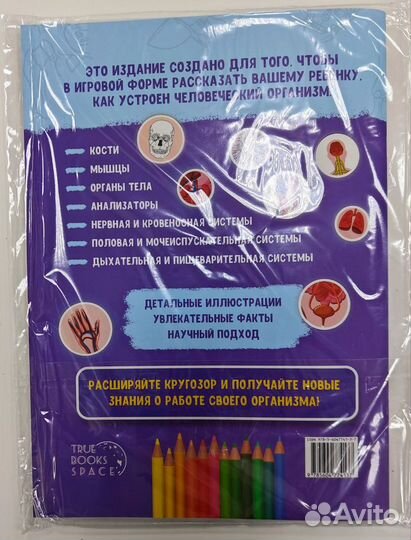 ЭТО ИЗДАНИЕ СОЗДАНО ДЛЯ ТОГО, ЧТОБЫ
В ИГРОВОЙ ФОРМЕ РАССКАЗАТЬ ВАШЕМУ РЕБЕНКУ,
КАК УСТРОЕН ЧЕЛОВЕЧЕСКИЙ ОРГАНИЗМ.
КОСТИ
МЫШЦЫ
ОРГАНЫ ТЕЛА
АНАЛИЗАТОРЫ
НЕРВНАЯ И КРОВЕНОСНАЯ СИСТЕМЫ
ПОЛОВАЯ И МОЧЕИСПУСКАТЕЛЬНАЯ СИСТЕМЫ
ДЫХАТЕЛЬНАЯ И ПИЩЕВАРИТЕЛЬНАЯ СИСТЕМЫ
ДЕТАЛЬНЫЕ ИЛЛЮСТРАЦИИ
УВЛЕКАТЕЛЬНЫЕ ФАКТЫ
НАУЧНЫЙ ПОДХОД
РАСШИРЯЙТЕ КРУГОЗОР И ПОЛУЧАЙТЕ НОВЫЕ
ЗНАНИЯ О РАБОТЕ СВОЕГО ОРГАНИЗМА!
TRUE
BOOKS
SPACE
ISBN
Avito